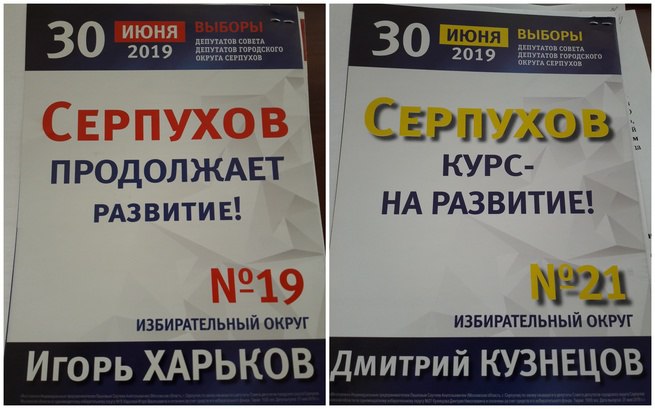 30
ИЮНЯ
2019
ВЫБОРЫ
ДЕПУТАТОВ СОВЕТА
ДЕПУТАТОВ ГОРОДСКОГО
ОКРУГА СЕРПУХОВ
СЕРПУХОВ
ПРОДОЛЖАЕТ
РАЗВИТИЕ!
№19
ИЗБИРАТЕЛЬНЫЙ ОКРУГ
Игорь ХАРЬКОВ
30
ИЮНЯ
2019
ВЫБОРЫ
ДЕПУТАТОВ СОВЕТА
ДЕПУТАТОВ ГОРОДСКОГО
ОКРУГА СЕРПУХОВ
СЕРПУХОВ
КУРС-
НА РАЗВИТИЕ!
№21
ИЗБИРАТЕЛЬНЫЙ ОКРУГ
Дмитрий КУЗНЕЦОВ